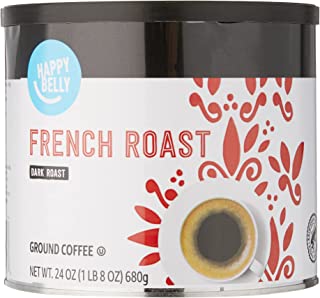 HAPPY
BELLY
FRENCH ROAST
DARK ROAST
GROUND COFFEE
NET WT. 24 OZ (1 LB 8 OZ) 680g